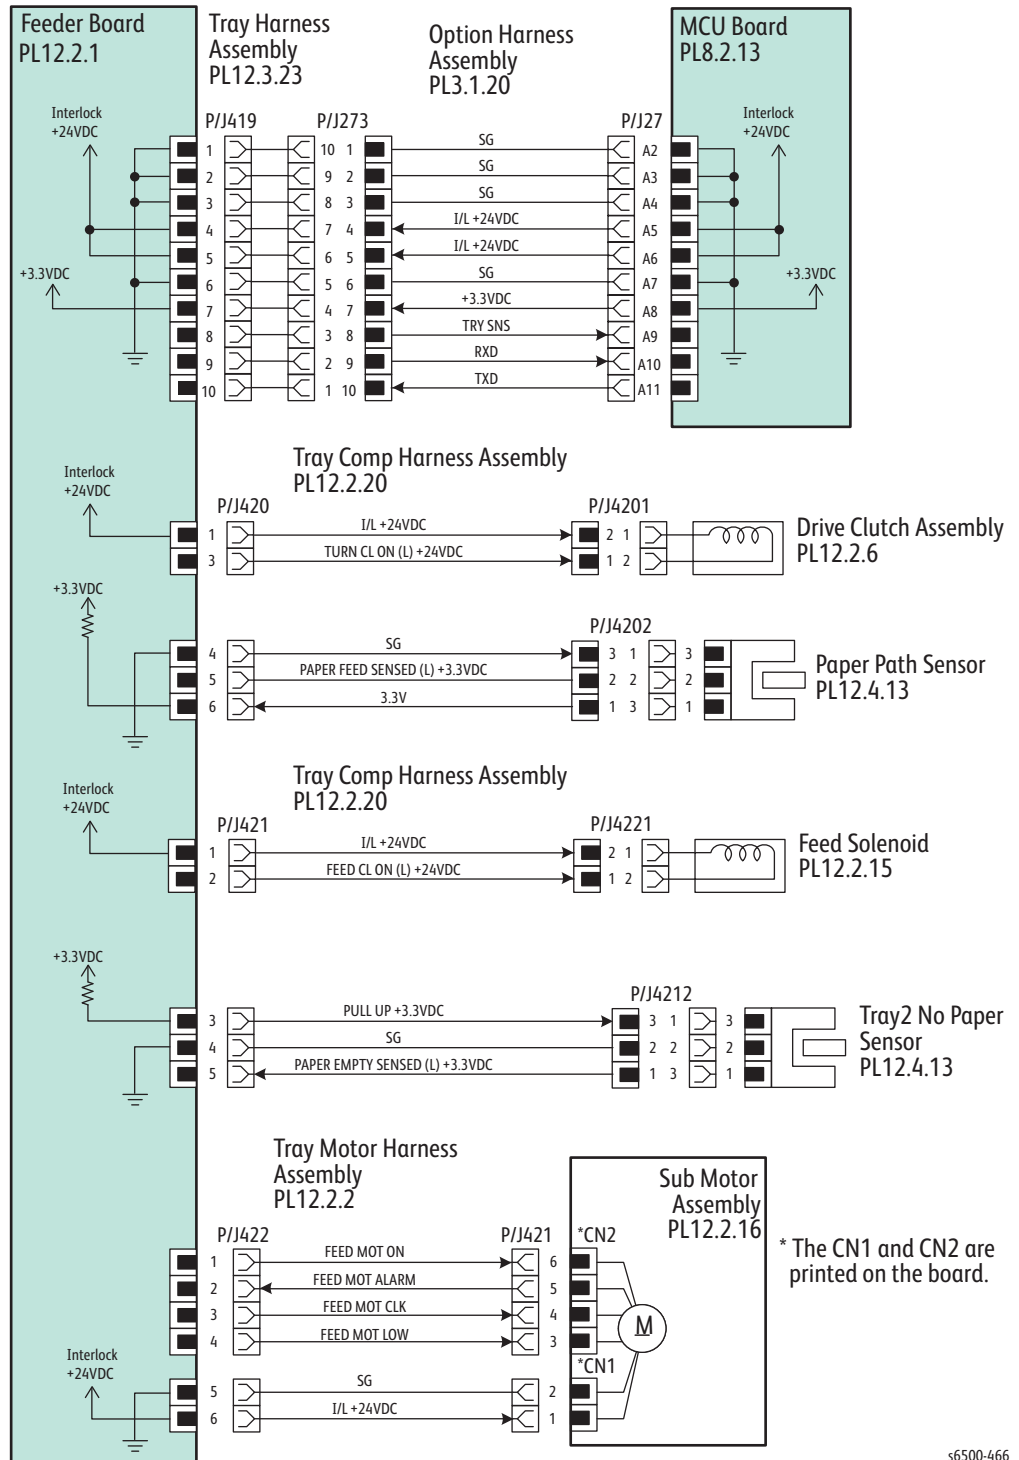 Feeder Board
PL12.2.1
Tray Harness
Assembly
PL12.3.23
Option Harness
Assembly
PL3.1.20
MCU Board
PL8.2.13
Interlock
+24VDC
P/J419
P/J273
P/J27
Interlock
+24VDC
1 10 1 SG A2
2 9 2 SG A3
3 8 3 SG A4
4 7 4 I/L +24VDC A5
5 6 5 I/L +24VDC A6
+3.3VDC
6 5 6 SG A7
+3.3VDC
7 4 7 +3.3VDC A8
8 3 8 TRY SNS A9
9 2 9 RXD A10
10 1 10 TXD A11
Tray Comp Harness Assembly
PL12.2.20
Interlock
+24VDC
P/J420
P/J4201
1 I/L +24VDC 2 1
3 TURN CL ON (L) +24VDC 1 2
Drive Clutch Assembly
PL12.2.6
+3.3VDC
P/J4202
4 SG 3 1 3
5 PAPER FEED SENSED (L) +3.3VDC 2 2 2
6 3.3V 1 3 1
Paper Path Sensor
PL12.4.13
Tray Comp Harness Assembly
PL12.2.20
Interlock
+24VDC
P/J421
P/J4221
1 I/L +24VDC 2 1
2 FEED CL ON (L) +24VDC 1 2
Feed Solenoid
PL12.2.15
+3.3VDC
P/J4212
3 PULL UP +3.3VDC 3 1 3
4 SG 2 2 2
5 PAPER EMPTY SENSED (L) +3.3VDC 1 3 1
Tray2 No Paper
Sensor
PL12.4.13
Tray Motor Harness
Assembly
PL12.2.2
Sub Motor
Assembly
PL12.2.16
P/J422
P/J421
*CN2
1 FEED MOT ON 6
2 FEED MOT ALARM 5
3 FEED MOT CLK 4
4 FEED MOT LOW 3
M
* The CN1 and CN2 are
printed on the board.
Interlock
+24VDC
*CN1
5 SG 2
6 I/L +24VDC 1
s6500-466